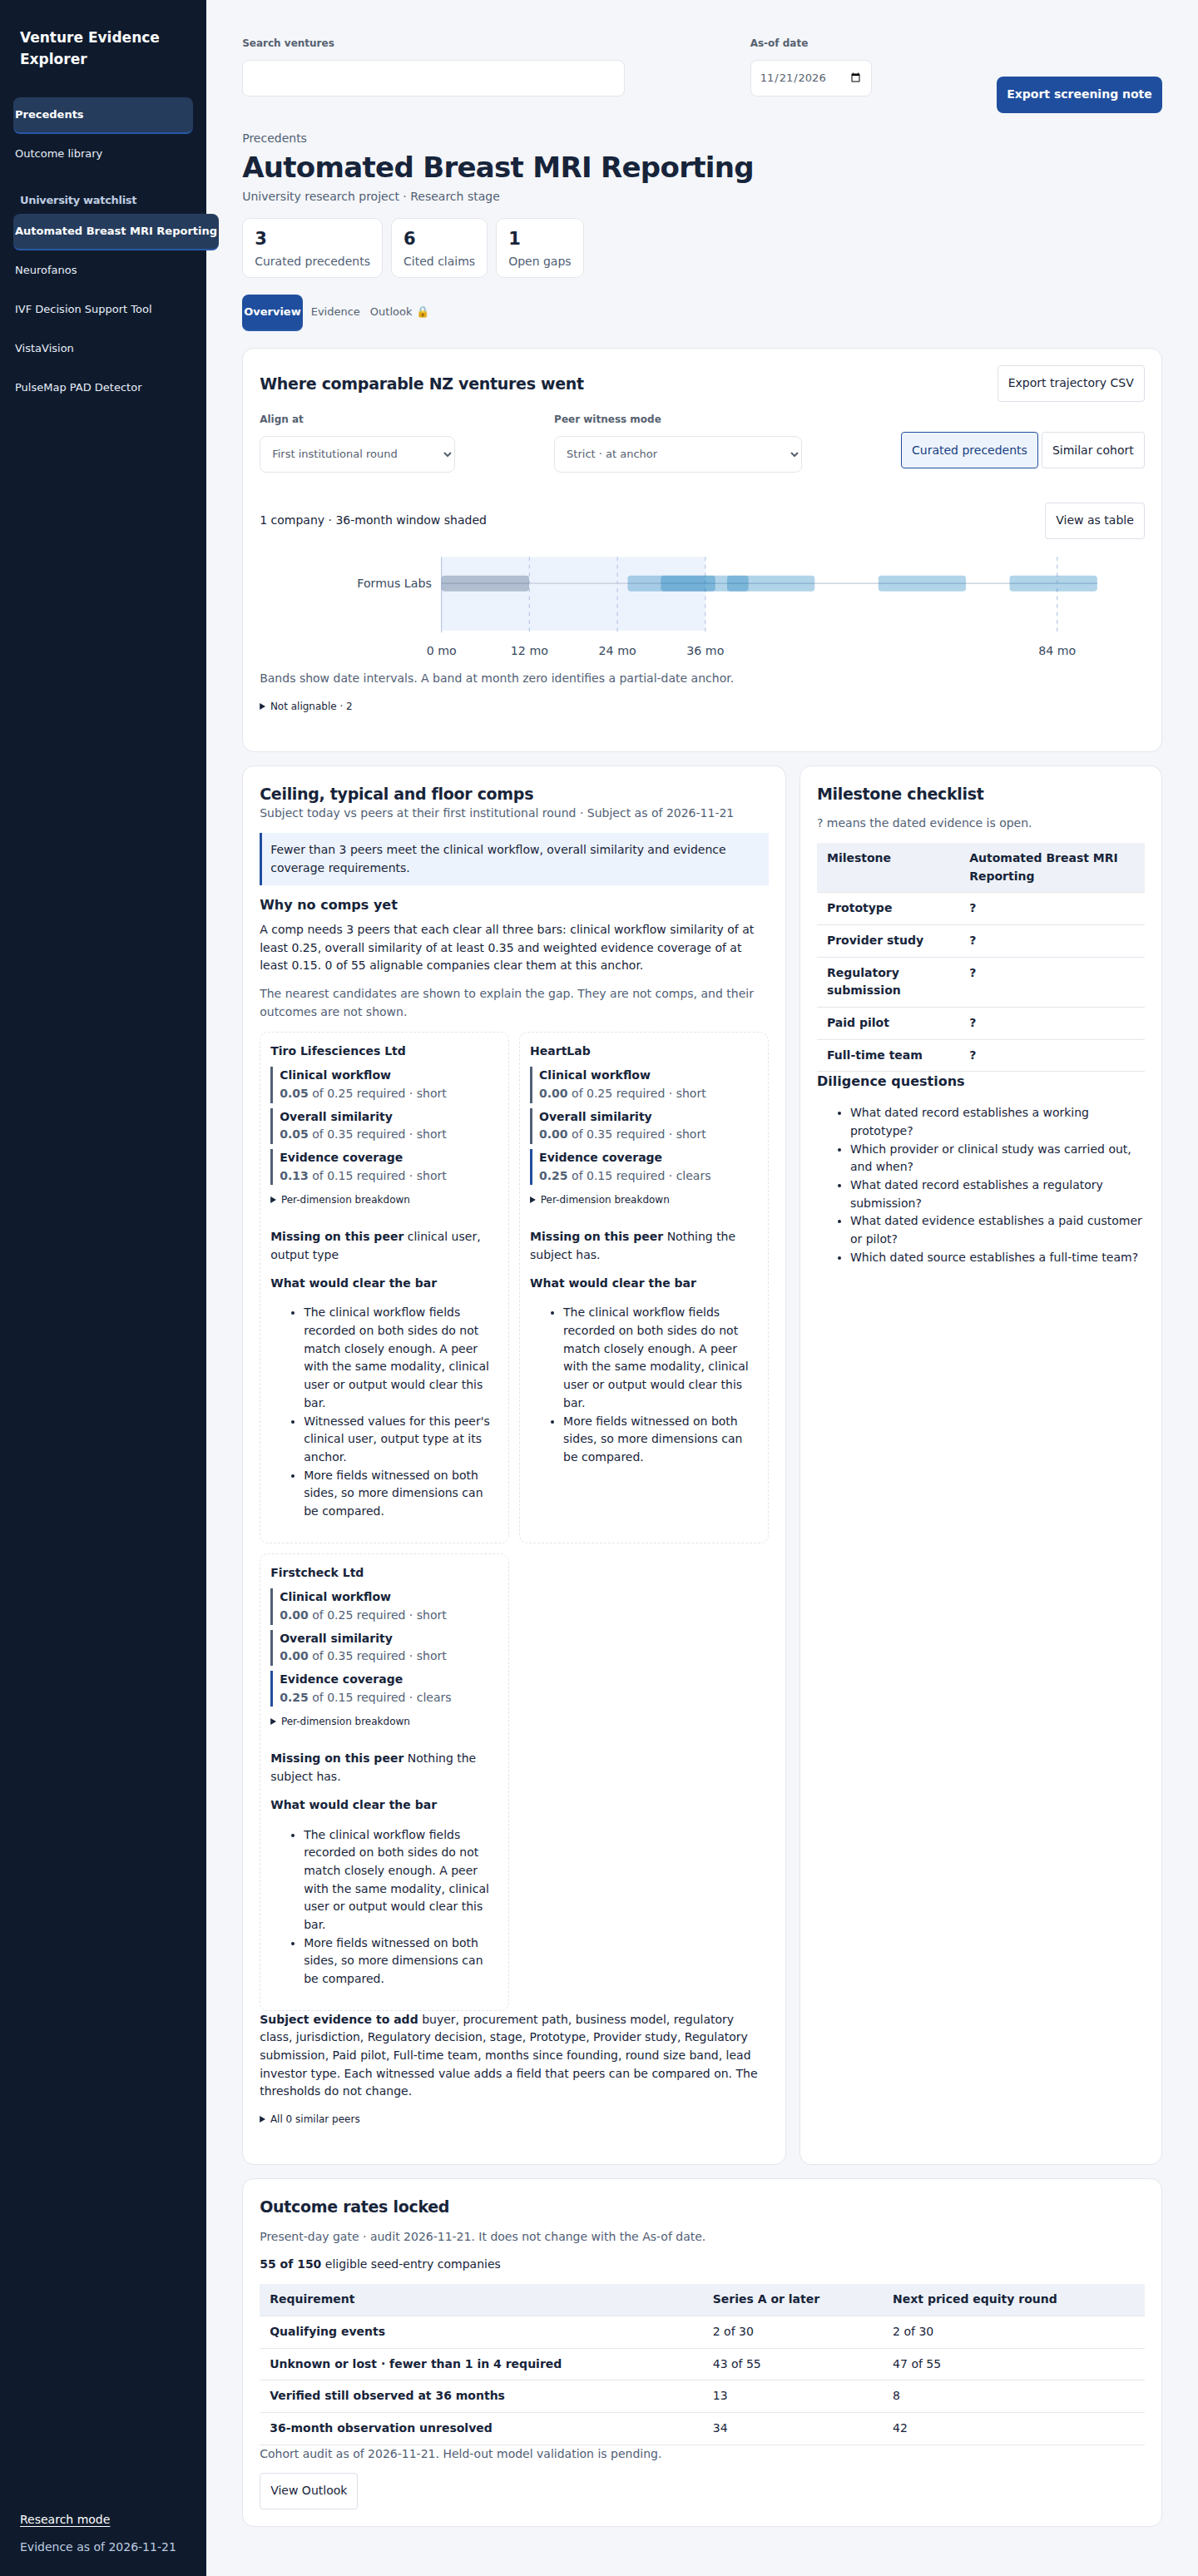 Venture Evidence
Explorer
Precedents
Outcome library
University watchlist
Automated Breast MRI Reporting
Neurofanos
IVF Decision Support Tool
VistaVision
PulseMap PAD Detector
Research mode
Evidence as of 2026-11-21
Search ventures
As-of date
11/21/2026
Export screening note
Precedents
Automated Breast MRI Reporting
University research project · Research stage
3
Curated precedents
6
Cited claims
1
Open gaps
Overview
Evidence
Outlook 🔒
Where comparable NZ ventures went
Export trajectory CSV
Align at
First institutional round
Peer witness mode
Strict · at anchor
Curated precedents
Similar cohort
1 company · 36-month window shaded
View as table
Formus Labs
0 mo
12 mo
24 mo
36 mo
84 mo
Bands show date intervals. A band at month zero identifies a partial-date anchor.
Not alignable · 2
Ceiling, typical and floor comps
Subject today vs peers at their first institutional round · Subject as of 2026-11-21
Fewer than 3 peers meet the clinical workflow, overall similarity and evidence
coverage requirements.
Why no comps yet
A comp needs 3 peers that each clear all three bars: clinical workflow similarity of at
least 0.25, overall similarity of at least 0.35 and weighted evidence coverage of at
least 0.15. 0 of 55 alignable companies clear them at this anchor.
The nearest candidates are shown to explain the gap. They are not comps, and their
outcomes are not shown.
Tiro Lifesciences Ltd
Clinical workflow
0.05 of 0.25 required · short
Overall similarity
0.05 of 0.35 required · short
Evidence coverage
0.13 of 0.15 required · short
Per-dimension breakdown
Missing on this peer clinical user,
output type
What would clear the bar
• The clinical workflow fields
recorded on both sides do not
match closely enough. A peer
with the same modality, clinical
user or output would clear this
bar.
• Witnessed values for this peer's
clinical user, output type at its
anchor.
• More fields witnessed on both
sides, so more dimensions can
be compared.
HeartLab
Clinical workflow
0.00 of 0.25 required · short
Overall similarity
0.00 of 0.35 required · short
Evidence coverage
0.25 of 0.15 required · clears
Per-dimension breakdown
Missing on this peer Nothing the
subject has.
What would clear the bar
• The clinical workflow fields
recorded on both sides do not
match closely enough. A peer
with the same modality, clinical
user or output would clear this
bar.
• More fields witnessed on both
sides, so more dimensions can
be compared.
Firstcheck Ltd
Clinical workflow
0.00 of 0.25 required · short
Overall similarity
0.00 of 0.35 required · short
Evidence coverage
0.25 of 0.15 required · clears
Per-dimension breakdown
Missing on this peer Nothing the
subject has.
What would clear the bar
• The clinical workflow fields
recorded on both sides do not
match closely enough. A peer
with the same modality, clinical
user or output would clear this
bar.
• More fields witnessed on both
sides, so more dimensions can
be compared.
Subject evidence to add buyer, procurement path, business model, regulatory
class, jurisdiction, Regulatory decision, stage, Prototype, Provider study, Regulatory
submission, Paid pilot, Full-time team, months since founding, round size band, lead
investor type. Each witnessed value adds a field that peers can be compared on. The
thresholds do not change.
All 0 similar peers
Milestone checklist
? means the dated evidence is open.
Milestone
Automated Breast MRI
Reporting
Prototype ?
Provider study ?
Regulatory
submission ?
Paid pilot ?
Full-time team ?
Diligence questions
• What dated record establishes a working
prototype?
• Which provider or clinical study was carried out,
and when?
• What dated record establishes a regulatory
submission?
• What dated evidence establishes a paid customer
or pilot?
• Which dated source establishes a full-time team?
Outcome rates locked
Present-day gate · audit 2026-11-21. It does not change with the As-of date.
55 of 150 eligible seed-entry companies
Requirement Series A or later Next priced equity round
Qualifying events 2 of 30 2 of 30
Unknown or lost · fewer than 1 in 4 required 43 of 55 47 of 55
Verified still observed at 36 months 13 8
36-month observation unresolved 34 42
Cohort audit as of 2026-11-21. Held-out model validation is pending.
View Outlook